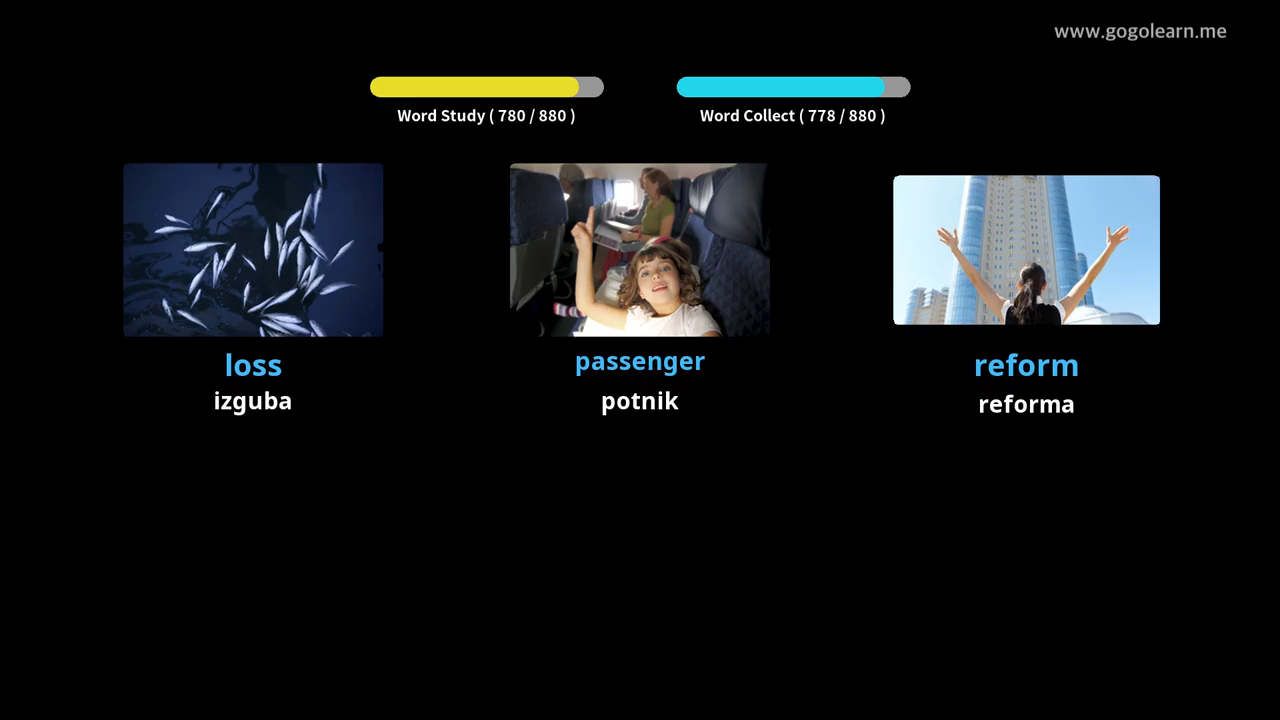 www.gogolearn.me
Word Study ( 780 / 880 )
Word Collect ( 778 / 880 )
loss
izguba
passenger
potnik
reform
reforma